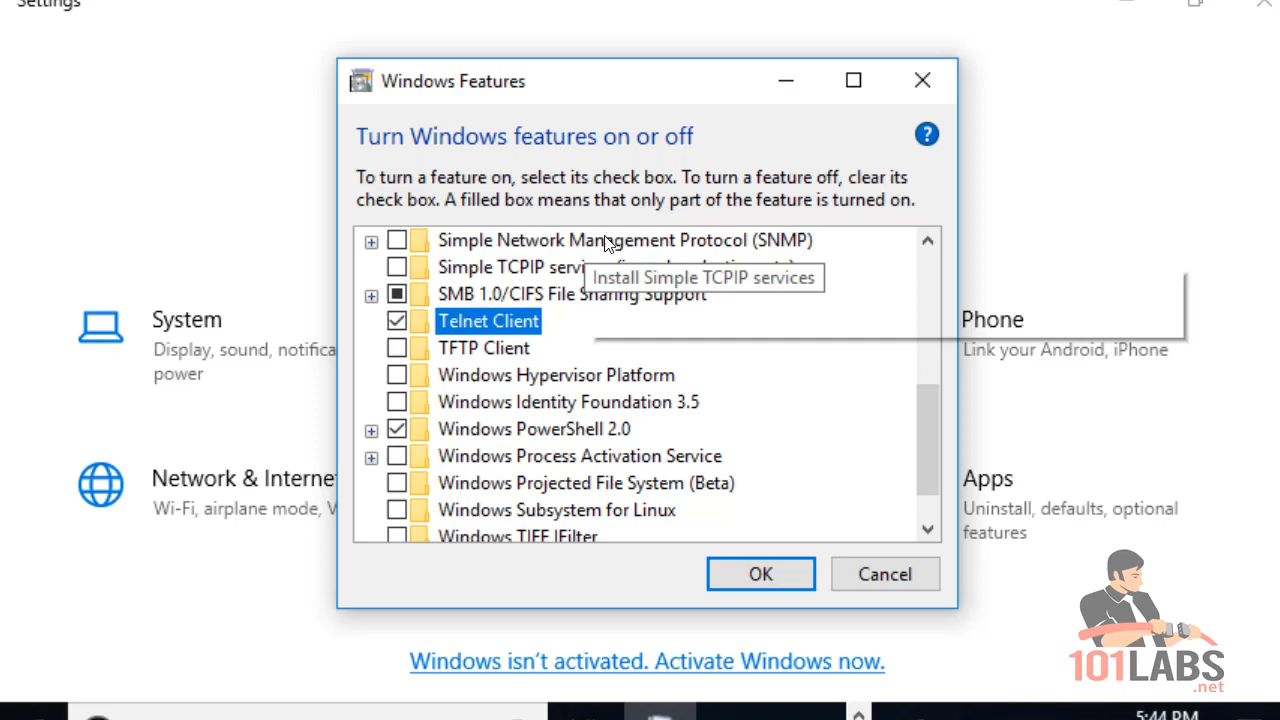 Settings
Windows Features
Turn Windows features on or off
?
To turn a feature on, select its check box. To turn a feature off, clear its
check box. A filled box means that only part of the feature is turned on.
Simple Network Management Protocol (SNMP)
Simple TCPIP
Install Simple TCPIP services
SMB 1.0/CIFS File Sharing Support
Telnet Client
TFTP Client
Windows Hypervisor Platform
Windows Identity Foundation 3.5
Windows PowerShell 2.0
Windows Process Activation Service
Windows Projected File System (Beta)
Windows Subsystem for Linux
Windows TIFF IFilter
OK
Cancel
System
Display, sound, notifica
power
Phone
Link your Android, iPhone
Network & Interne
Wi-Fi, airplane mode, V
Apps
Uninstall, defaults, optional
features
Windows isn't activated. Activate Windows now.
101LABS
.net
5:44 PM